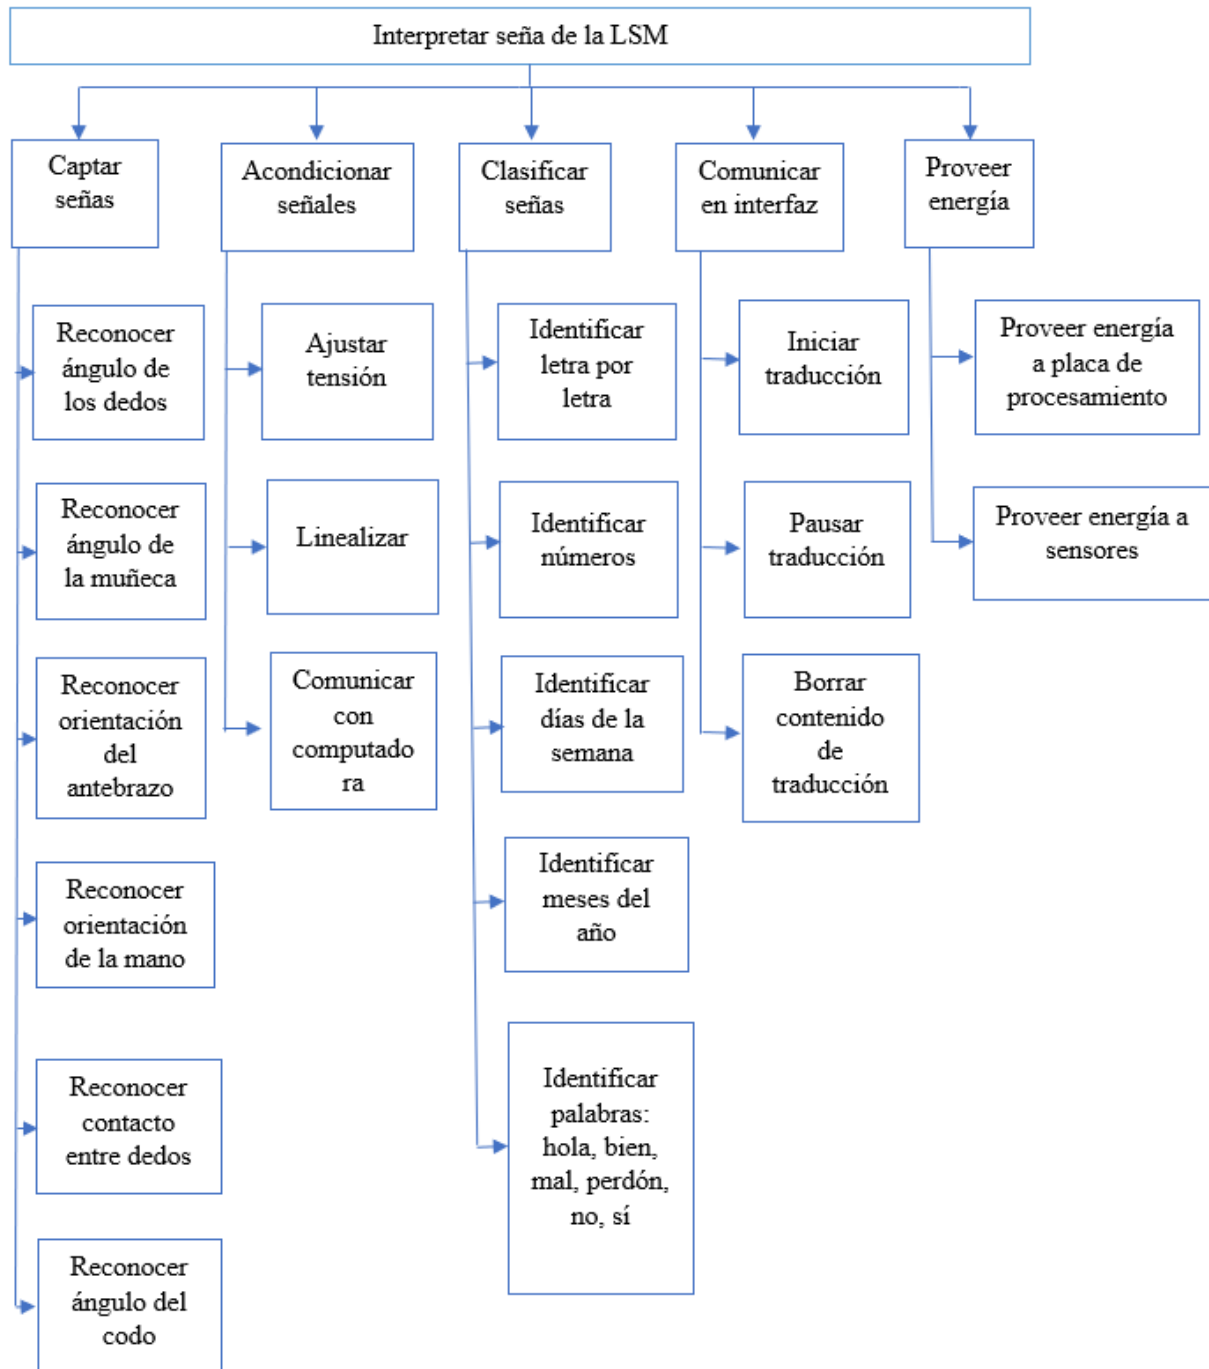 Interpretar seña de la LSM
Captar
señas
Acondicionar
señales
Clasificar
señas
Comunicar
en interfaz
Proveer
energía
Reconocer
ángulo de
los dedos
Reconocer
ángulo de
la muñeca
Reconocer
orientación
del
antebrazo
Reconocer
orientación
de la mano
Reconocer
contacto
entre dedos
Reconocer
ángulo del
codo
Ajustar
tensión
Linealizar
Comunicar
con
computado
ra
Identificar
letra por
letra
Identificar
números
Identificar
días de la
semana
Identificar
meses del
año
Identificar
palabras:
hola, bien,
mal, perdón,
no, sí
Iniciar
traducción
Pausar
traducción
Borrar
contenido
de
traducción
Proveer energía
a placa de
procesamiento
Proveer energía a
sensores